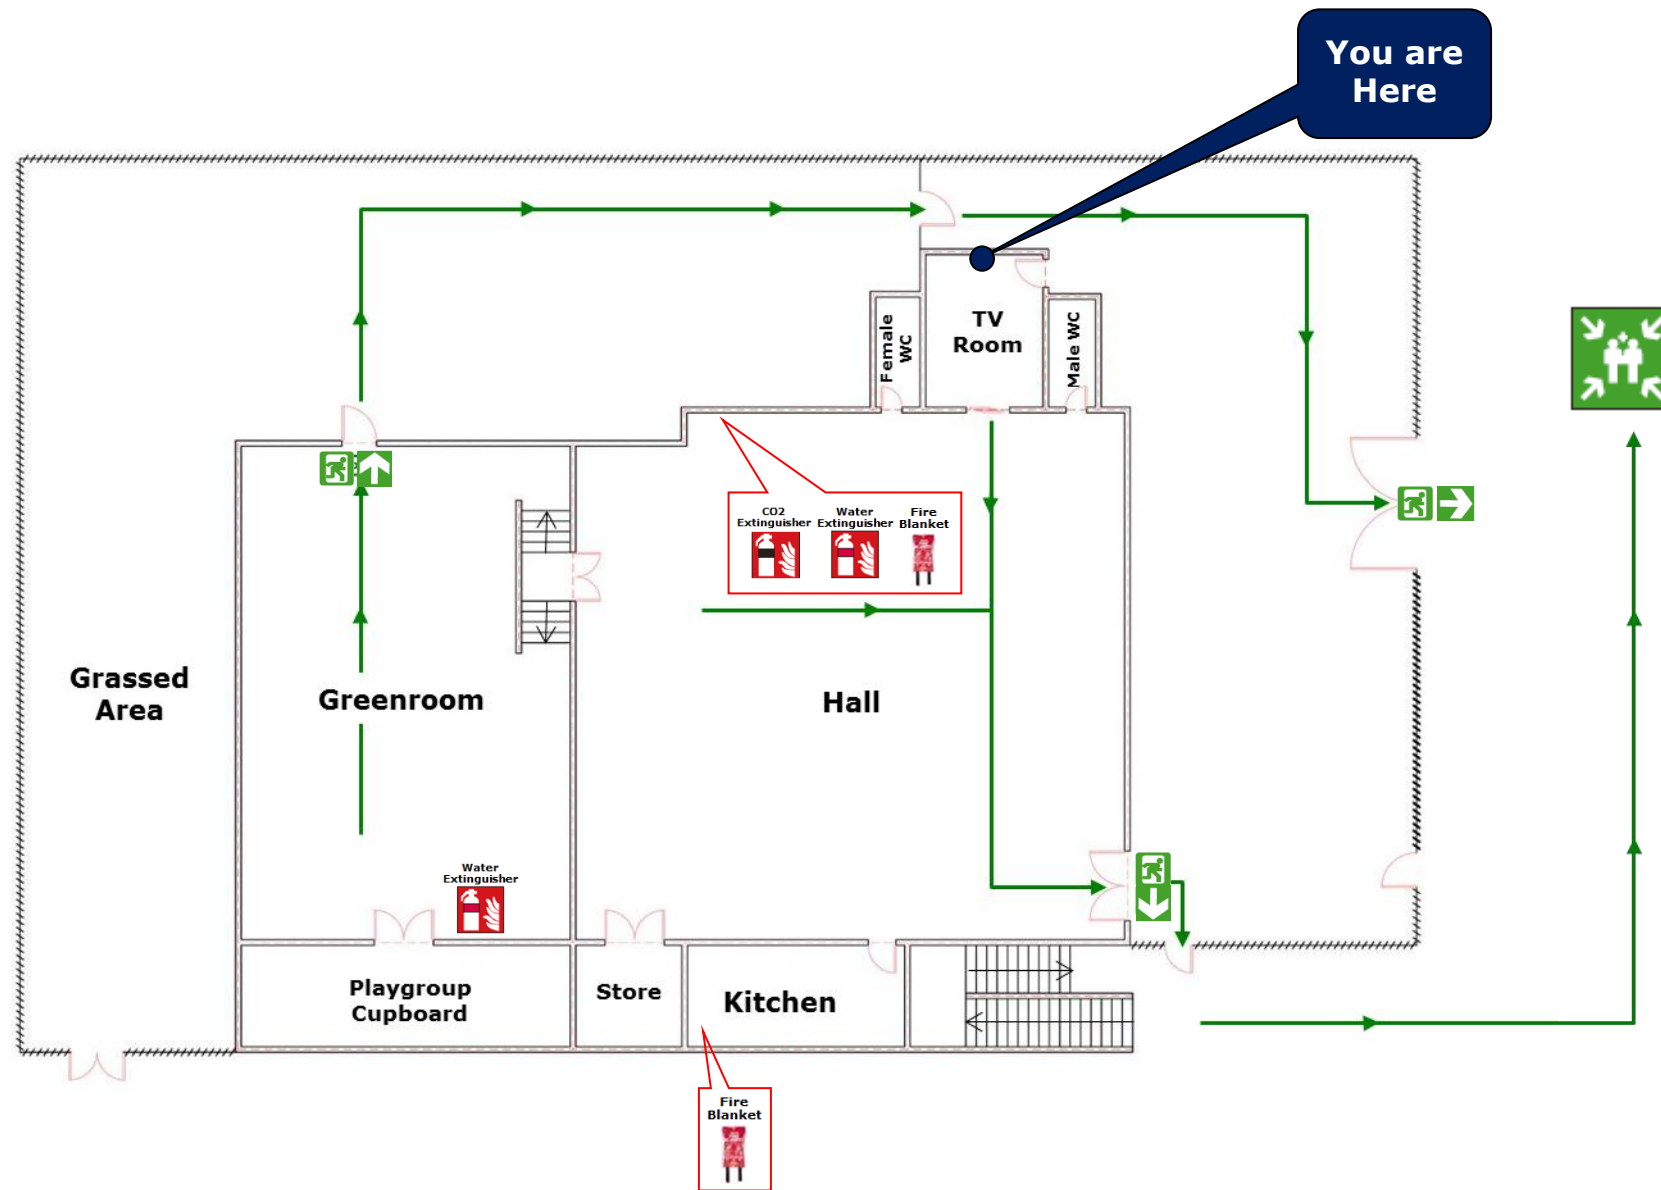 You are
Here
TV
Room
Female
WC
Male WC
CO2
Extinguisher
Water
Extinguisher
Fire
Blanket
Grassed
Area
Greenroom
Hall
Water
Extinguisher
Playgroup
Cupboard
Store
Kitchen
Fire
Blanket